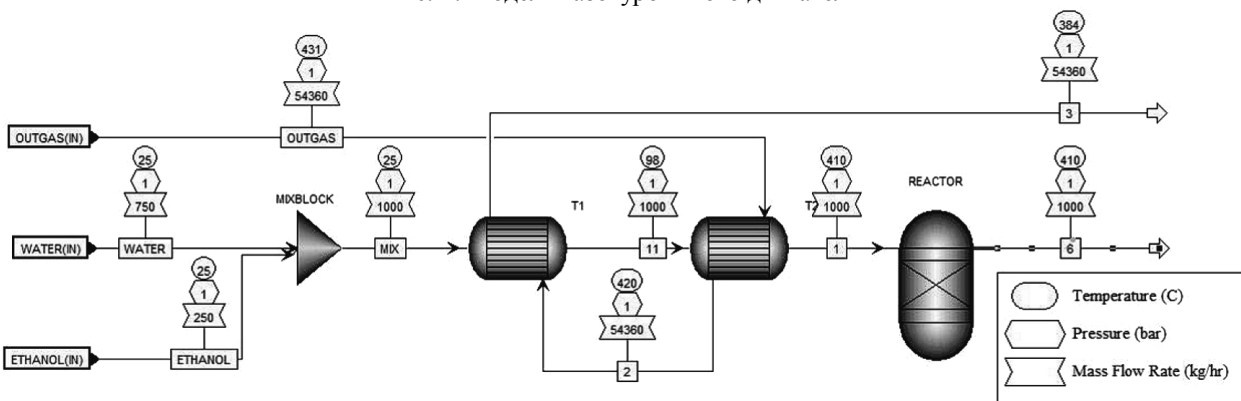 431
1
54360
384
1
54360
3
OUTGAS(IN)
OUTGAS
25
1
750
25
1
1000
98
1
1000
410
1
1000
410
1
1000
MIXBLOCK
T1
T2
REACTOR
WATER(IN)
WATER
MIX
11
1
6
25
1
250
420
1
54360
2
ETHANOL(IN)
ETHANOL
Temperature (C)
Pressure (bar)
Mass Flow Rate (kg/hr)